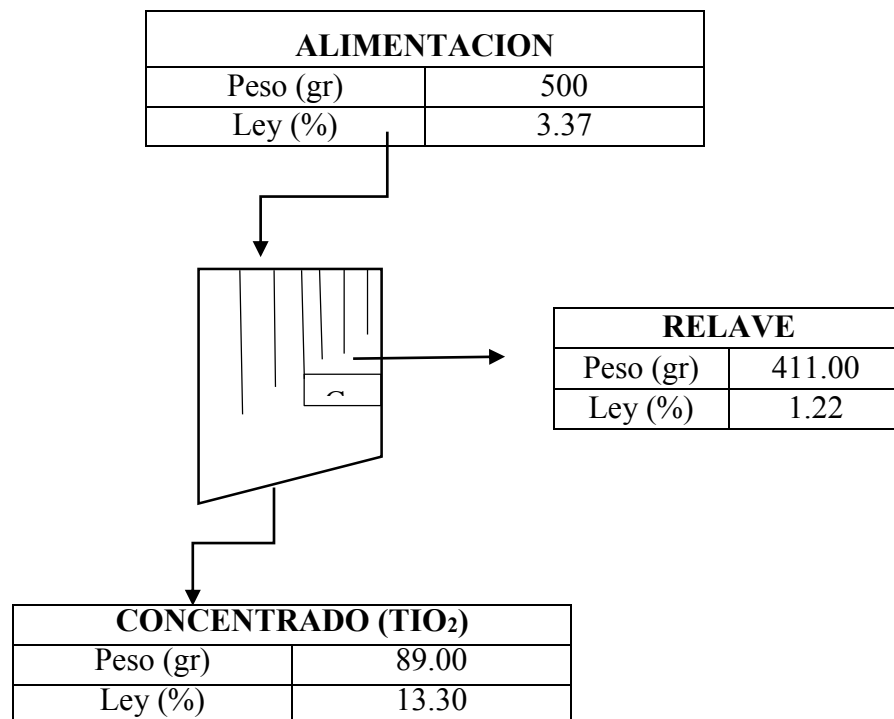 ALIMENTACION
Peso (gr) 500
Ley (%) 3.37
RELAVE
Peso (gr) 411.00
Ley (%) 1.22
CONCENTRADO (TIO₂)
Peso (gr) 89.00
Ley (%) 13.30